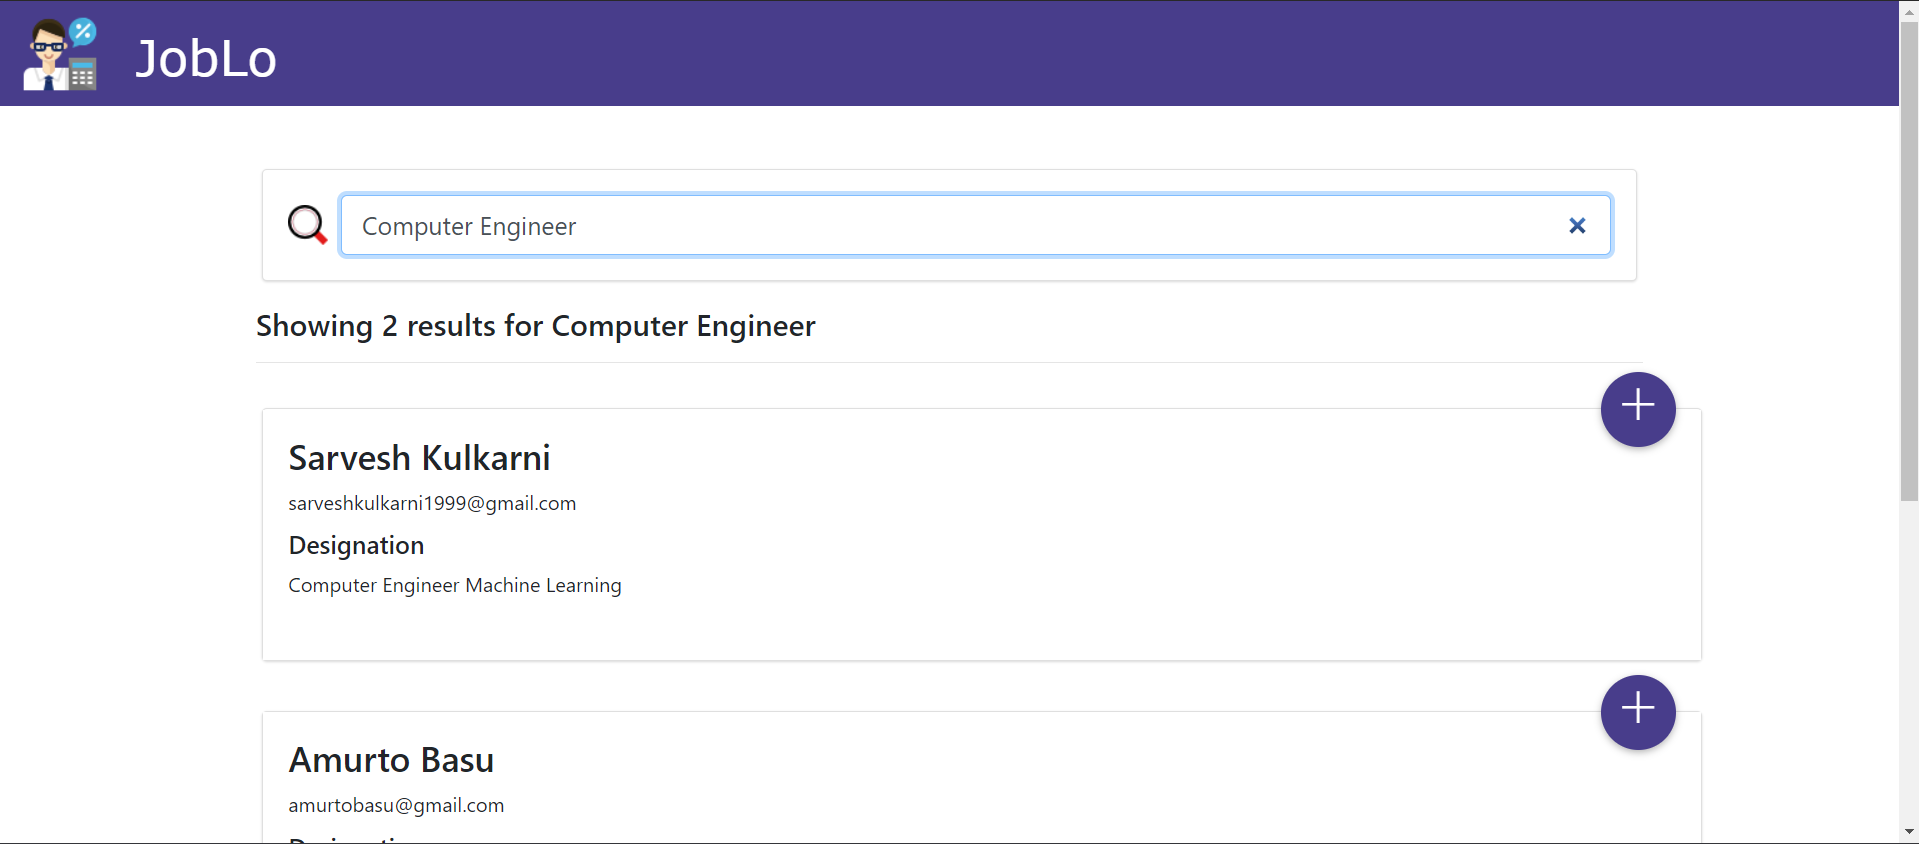 JobLo
Computer Engineer
Showing 2 results for Computer Engineer
Sarvesh Kulkarni
sarveshkulkarni1999@gmail.com
Designation
Computer Engineer Machine Learning
Amurto Basu
amurtobasu@gmail.com